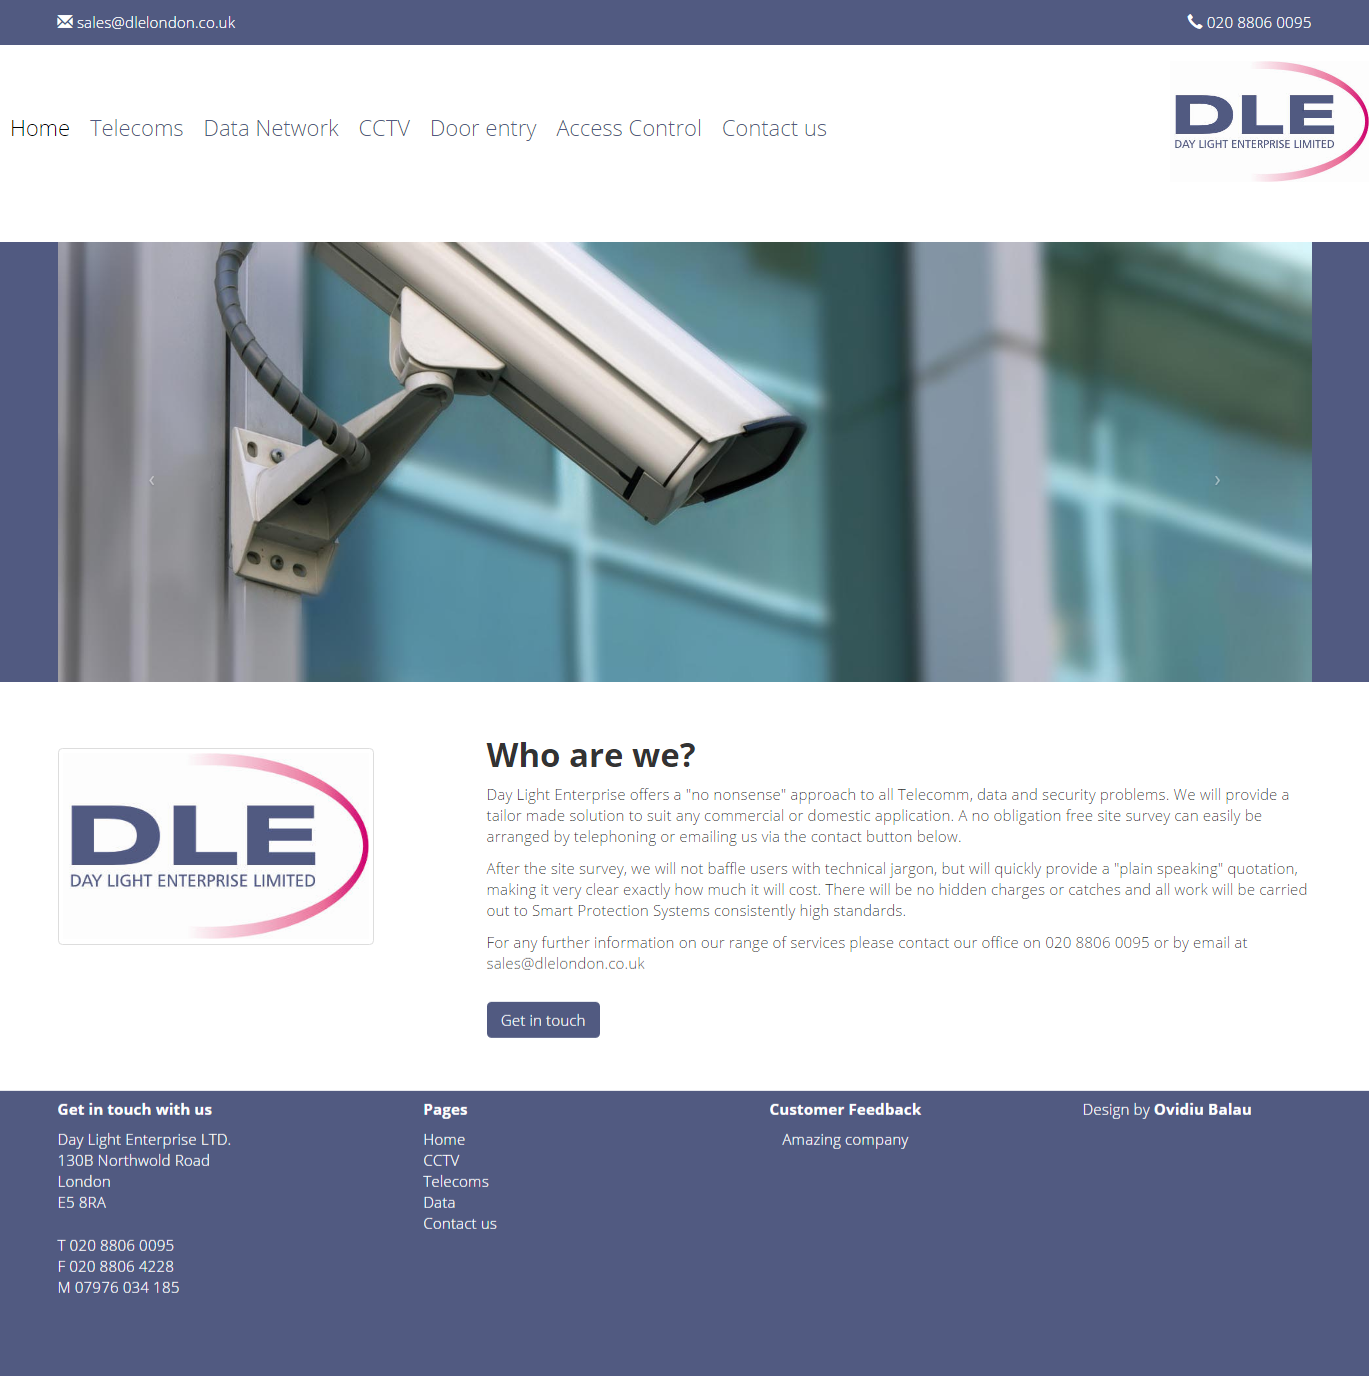 sales@dlelondon.co.uk
020 8806 0095
DLE
DAY LIGHT ENTERPRISE LIMITED
Home Telecoms Data Network CCTV Door entry Access Control Contact us
‹ ›
DLE
DAY LIGHT ENTERPRISE LIMITED
Who are we?
Day Light Enterprise offers a "no nonsense" approach to all Telecomm, data and security problems. We will provide a
tailor made solution to suit any commercial or domestic application. A no obligation free site survey can easily be
arranged by telephoning or emailing us via the contact button below.
After the site survey, we will not baffle users with technical jargon, but will quickly provide a "plain speaking" quotation,
making it very clear exactly how much it will cost. There will be no hidden charges or catches and all work will be carried
out to Smart Protection Systems consistently high standards.
For any further information on our range of services please contact our office on 020 8806 0095 or by email at
sales@dlelondon.co.uk
Get in touch
Get in touch with us
Day Light Enterprise LTD.
130B Northwold Road
London
E5 8RA
T 020 8806 0095
F 020 8806 4228
M 07976 034 185
Pages
Home
CCTV
Telecoms
Data
Contact us
Customer Feedback
Amazing company
Design by Ovidiu Balau